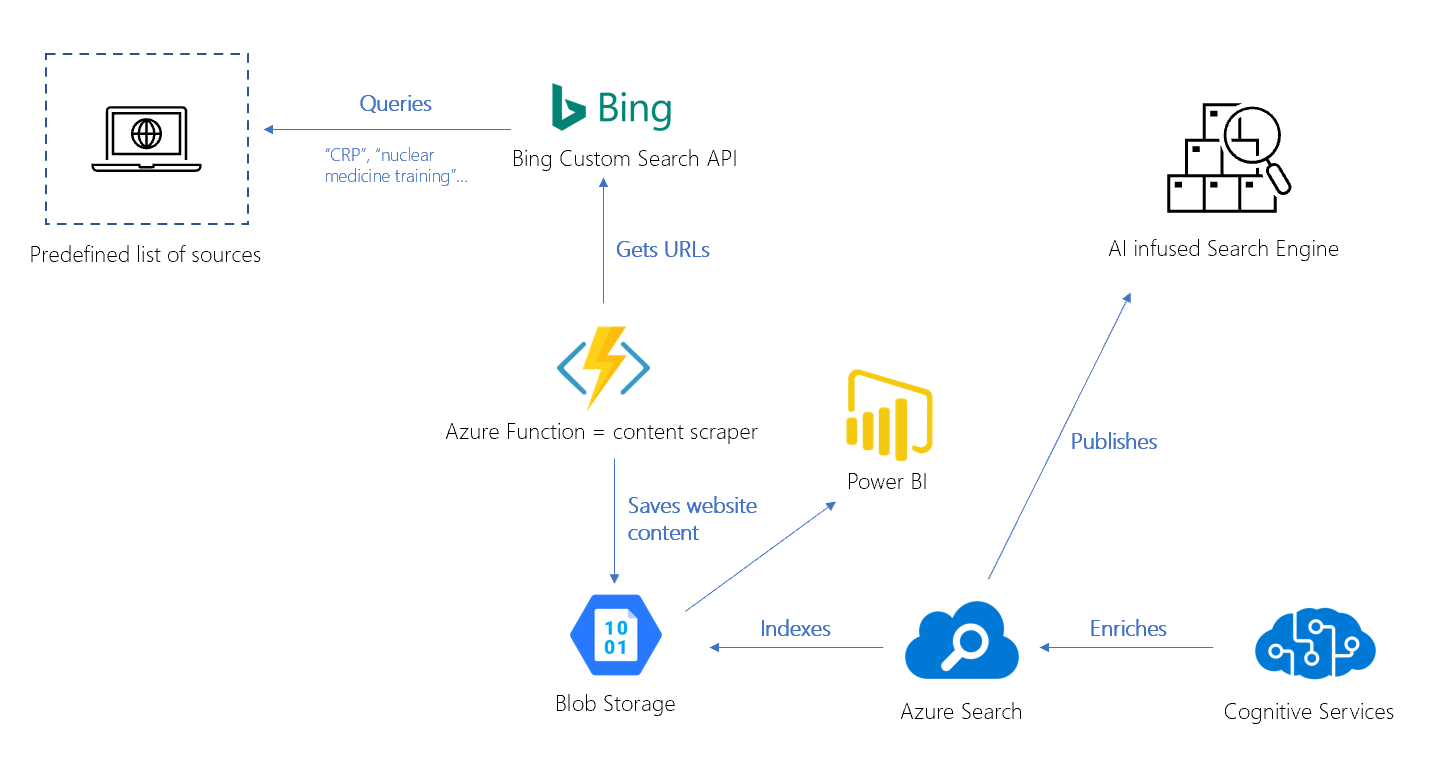 Queries
Bing
"CRP", "nuclear
medicine training"...
Bing Custom Search API
Predefined list of sources
Gets URLs
AI infused Search Engine
Azure Function = content scraper
Publishes
Power BI
Saves website
content
10
01
Indexes
Enriches
Blob Storage
Azure Search
Cognitive Services